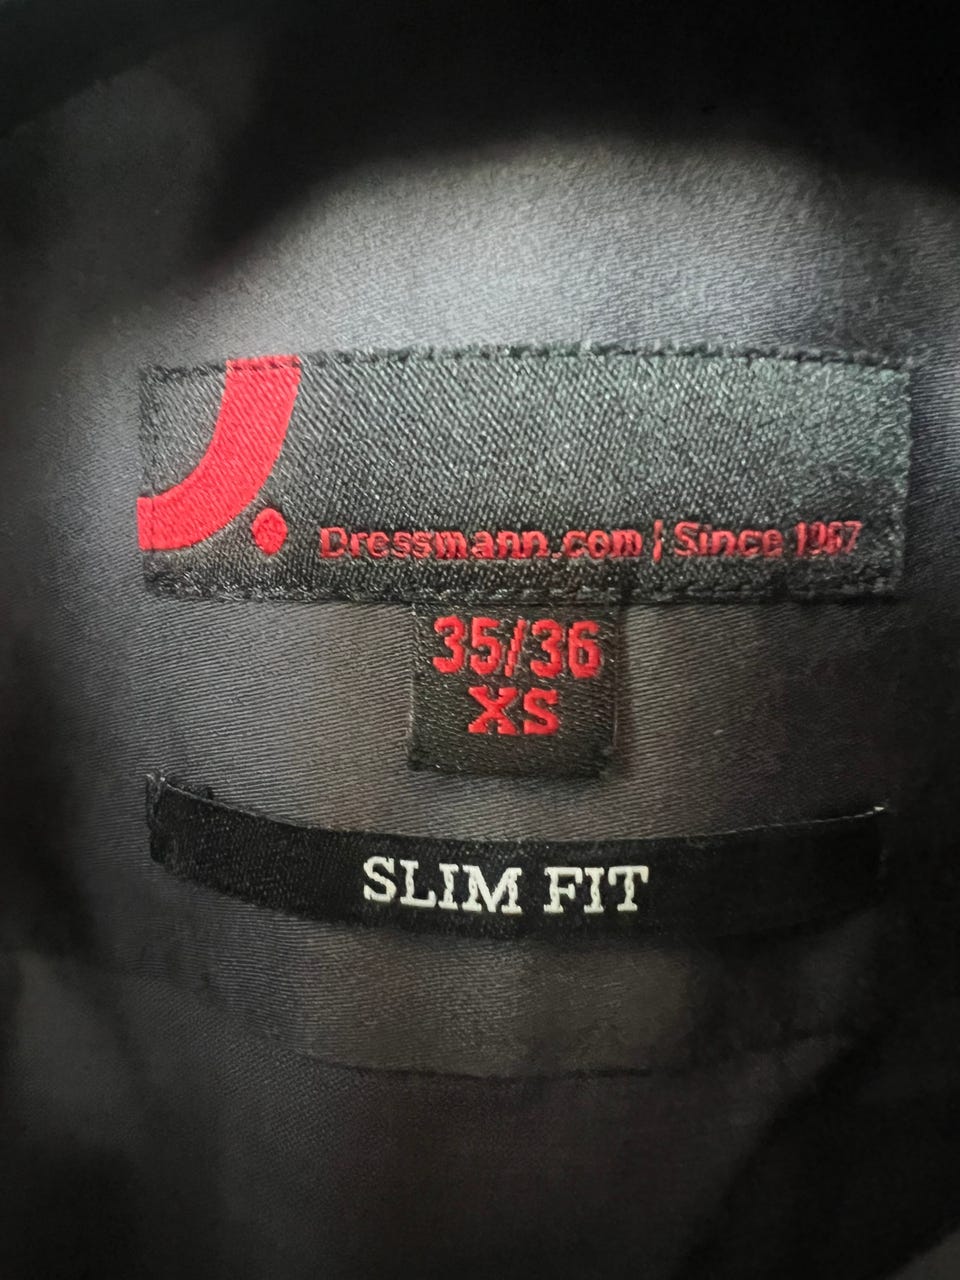 Dressmann.com | Since 1967
35/36
XS
SLIM FIT